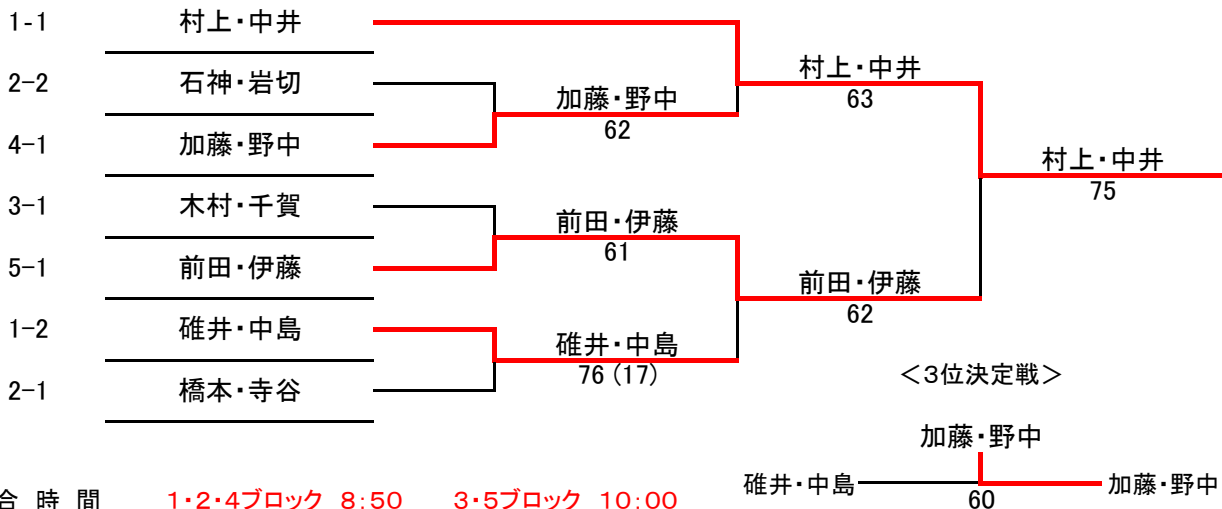 1-1 村上・中井
2-2 石神・岩切
4-1 加藤・野中
3-1 木村・千賀
5-1 前田・伊藤
1-2 碓井・中島
2-1 橋本・寺谷
加藤・野中
62
前田・伊藤
61
碓井・中島
76 (17)
村上・中井
63
前田・伊藤
62
村上・中井
75
＜3位決定戦＞
加藤・野中
碓井・中島 加藤・野中
60
合 時 間 1・2・4ブロック 8:50 3・5ブロック 10:00